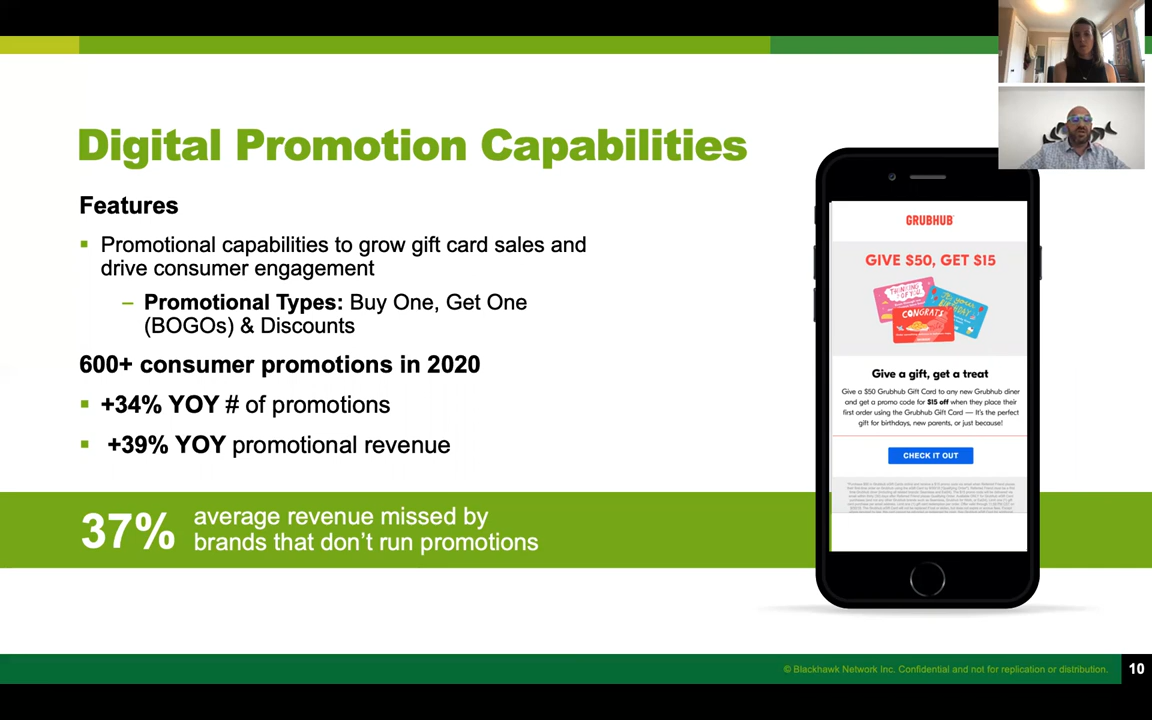 Digital Promotion Capabilities
Features
▪ Promotional capabilities to grow gift card sales and
drive consumer engagement
– Promotional Types: Buy One, Get One
(BOGOs) & Discounts
600+ consumer promotions in 2020
▪ +34% YOY # of promotions
▪ +39% YOY promotional revenue
37% average revenue missed by
brands that don't run promotions
GRUBHUB
GIVE $50, GET $15
THINKING OF YOU
CONGRATS
Give a gift, get a treat
Give a $50 Grubhub Gift Card to any new Grubhub diner
and get a promo code for $15 off when they place their
first order using the Grubhub Gift Card — It's the perfect
gift for birthdays, new parents, or just because!
CHECK IT OUT
© Blackhawk Network Inc. Confidential and not for replication or distribution.
10